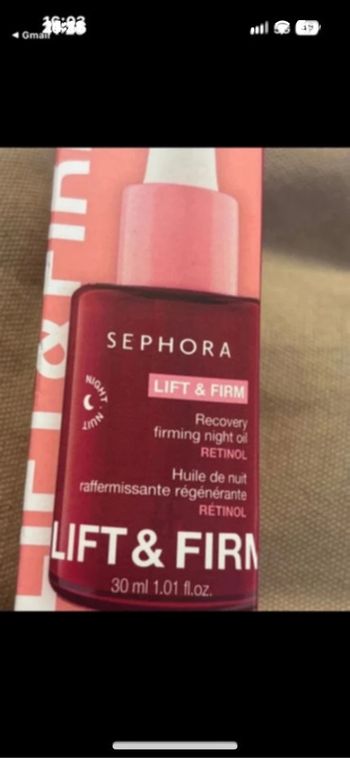 Gmail
LIFT & FIRM
SEPHORA
NIGHT · NUIT
LIFT & FIRM
Recovery
firming night oil
RETINOL
Huile de nuit
raffermissante régénérante
RÉTINOL
LIFT & FIRM
30 ml 1.01 fl.oz.